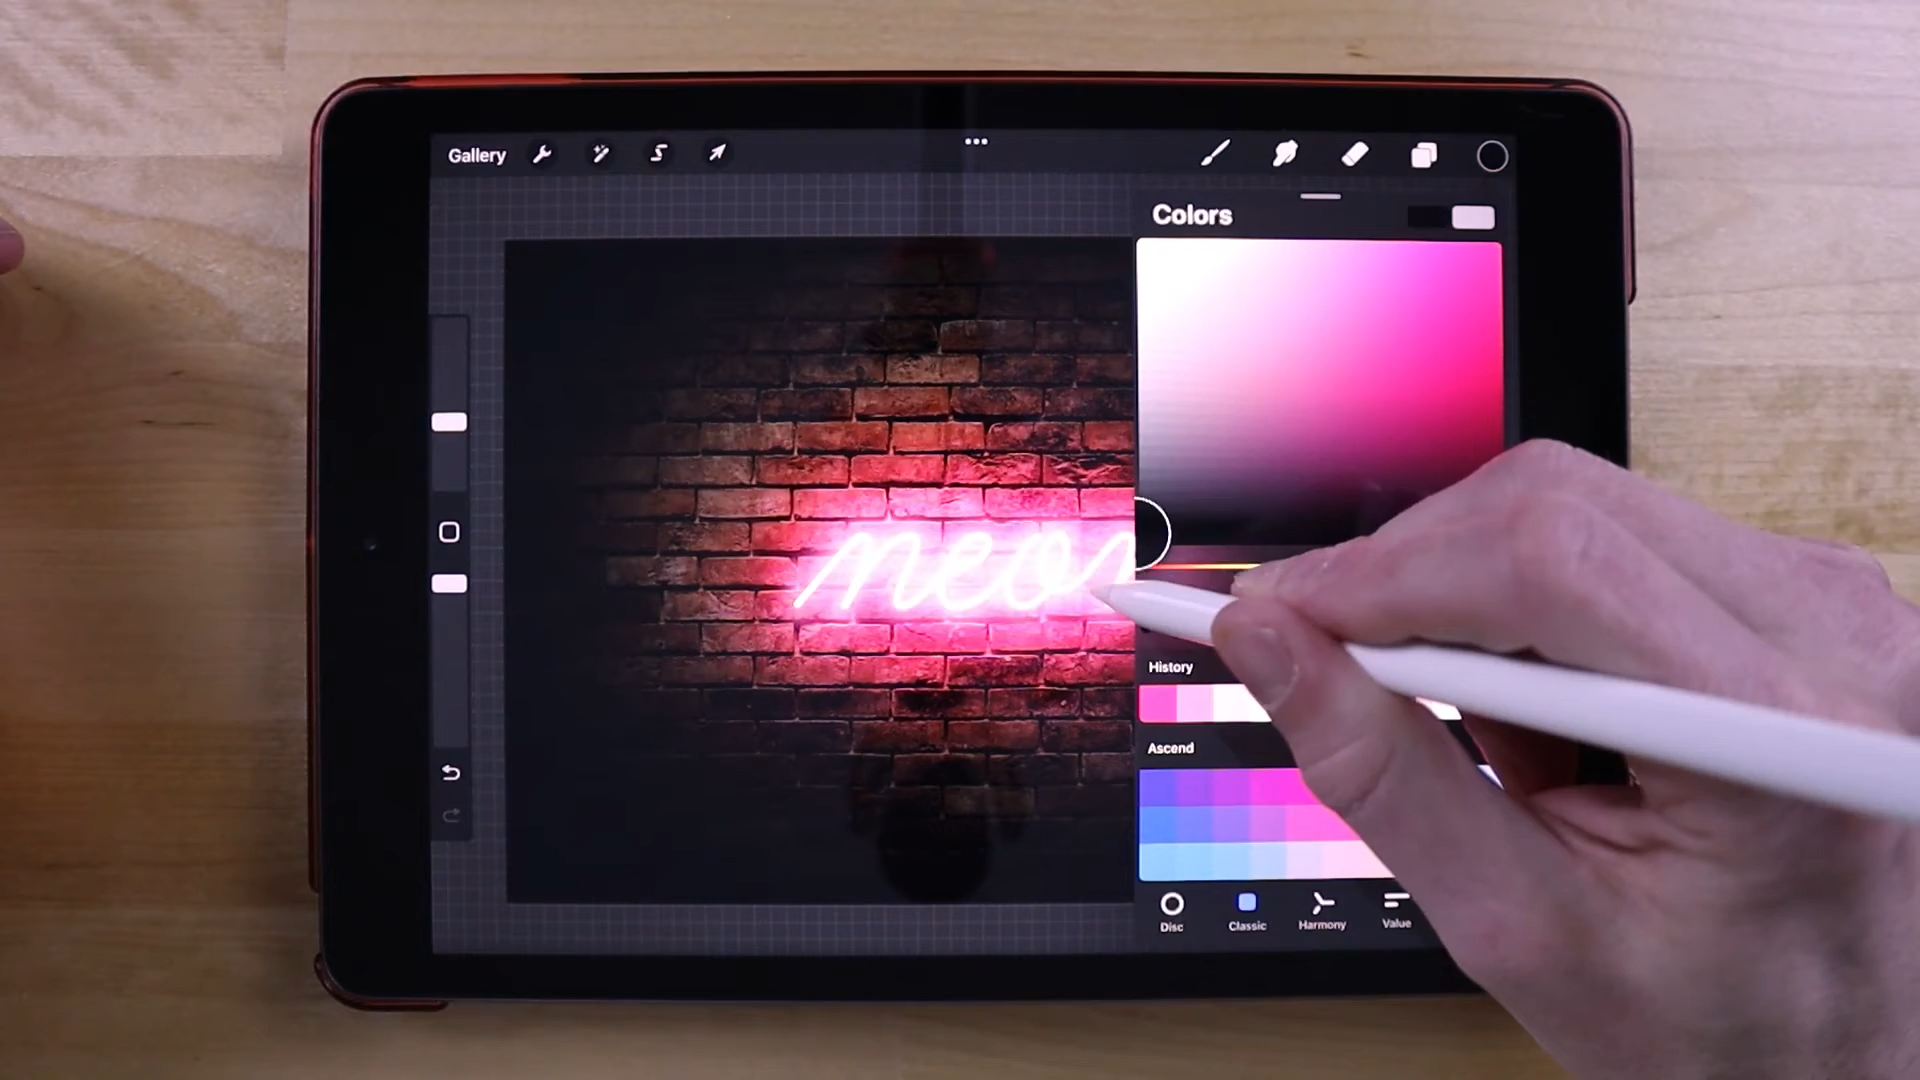 Gallery
Colors
neon
History
Ascend
Disc
Classic
Harmony
Value